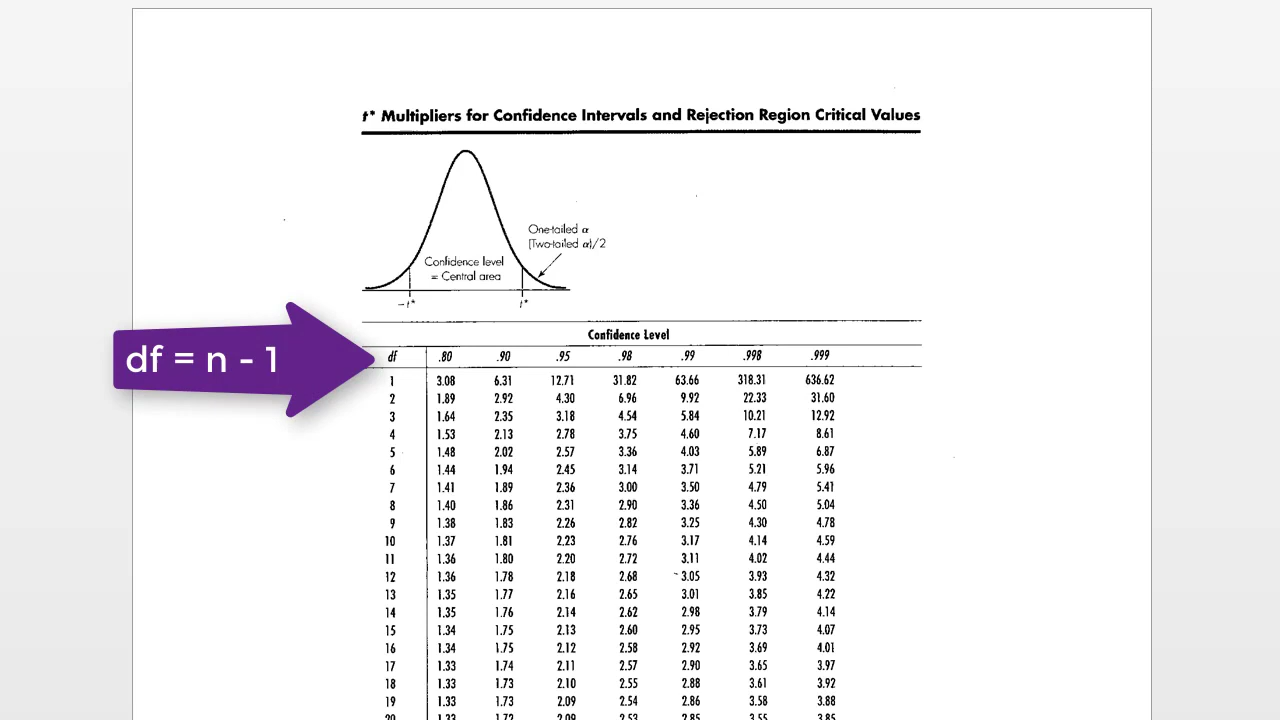 t* Multipliers for Confidence Intervals and Rejection Region Critical Values
One-tailed α
(Two-tailed α)/2
Confidence level
= Central area
−t*
t*
Confidence Level
df = n - 1
df .80 .90 .95 .98 .99 .998 .999
1 3.08 6.31 12.71 31.82 63.66 318.31 636.62
2 1.89 2.92 4.30 6.96 9.92 22.33 31.60
3 1.64 2.35 3.18 4.54 5.84 10.21 12.92
4 1.53 2.13 2.78 3.75 4.60 7.17 8.61
5 1.48 2.02 2.57 3.36 4.03 5.89 6.87
6 1.44 1.94 2.45 3.14 3.71 5.21 5.96
7 1.41 1.89 2.36 3.00 3.50 4.79 5.41
8 1.40 1.86 2.31 2.90 3.36 4.50 5.04
9 1.38 1.83 2.26 2.82 3.25 4.30 4.78
10 1.37 1.81 2.23 2.76 3.17 4.14 4.59
11 1.36 1.80 2.20 2.72 3.11 4.02 4.44
12 1.36 1.78 2.18 2.68 3.05 3.93 4.32
13 1.35 1.77 2.16 2.65 3.01 3.85 4.22
14 1.35 1.76 2.14 2.62 2.98 3.79 4.14
15 1.34 1.75 2.13 2.60 2.95 3.73 4.07
16 1.34 1.75 2.12 2.58 2.92 3.69 4.01
17 1.33 1.74 2.11 2.57 2.90 3.65 3.97
18 1.33 1.73 2.10 2.55 2.88 3.61 3.92
19 1.33 1.73 2.09 2.54 2.86 3.58 3.88
20 1.33 1.72 2.09 2.53 2.85 3.55 3.85